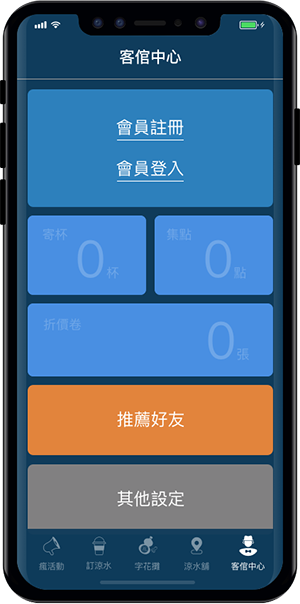 客倌中心
會員註冊
會員登入
寄杯
0杯
集點
0點
折價卷
0張
推薦好友
其他設定
瘋活動
訂涼水
字花攤
涼水舖
客倌中心